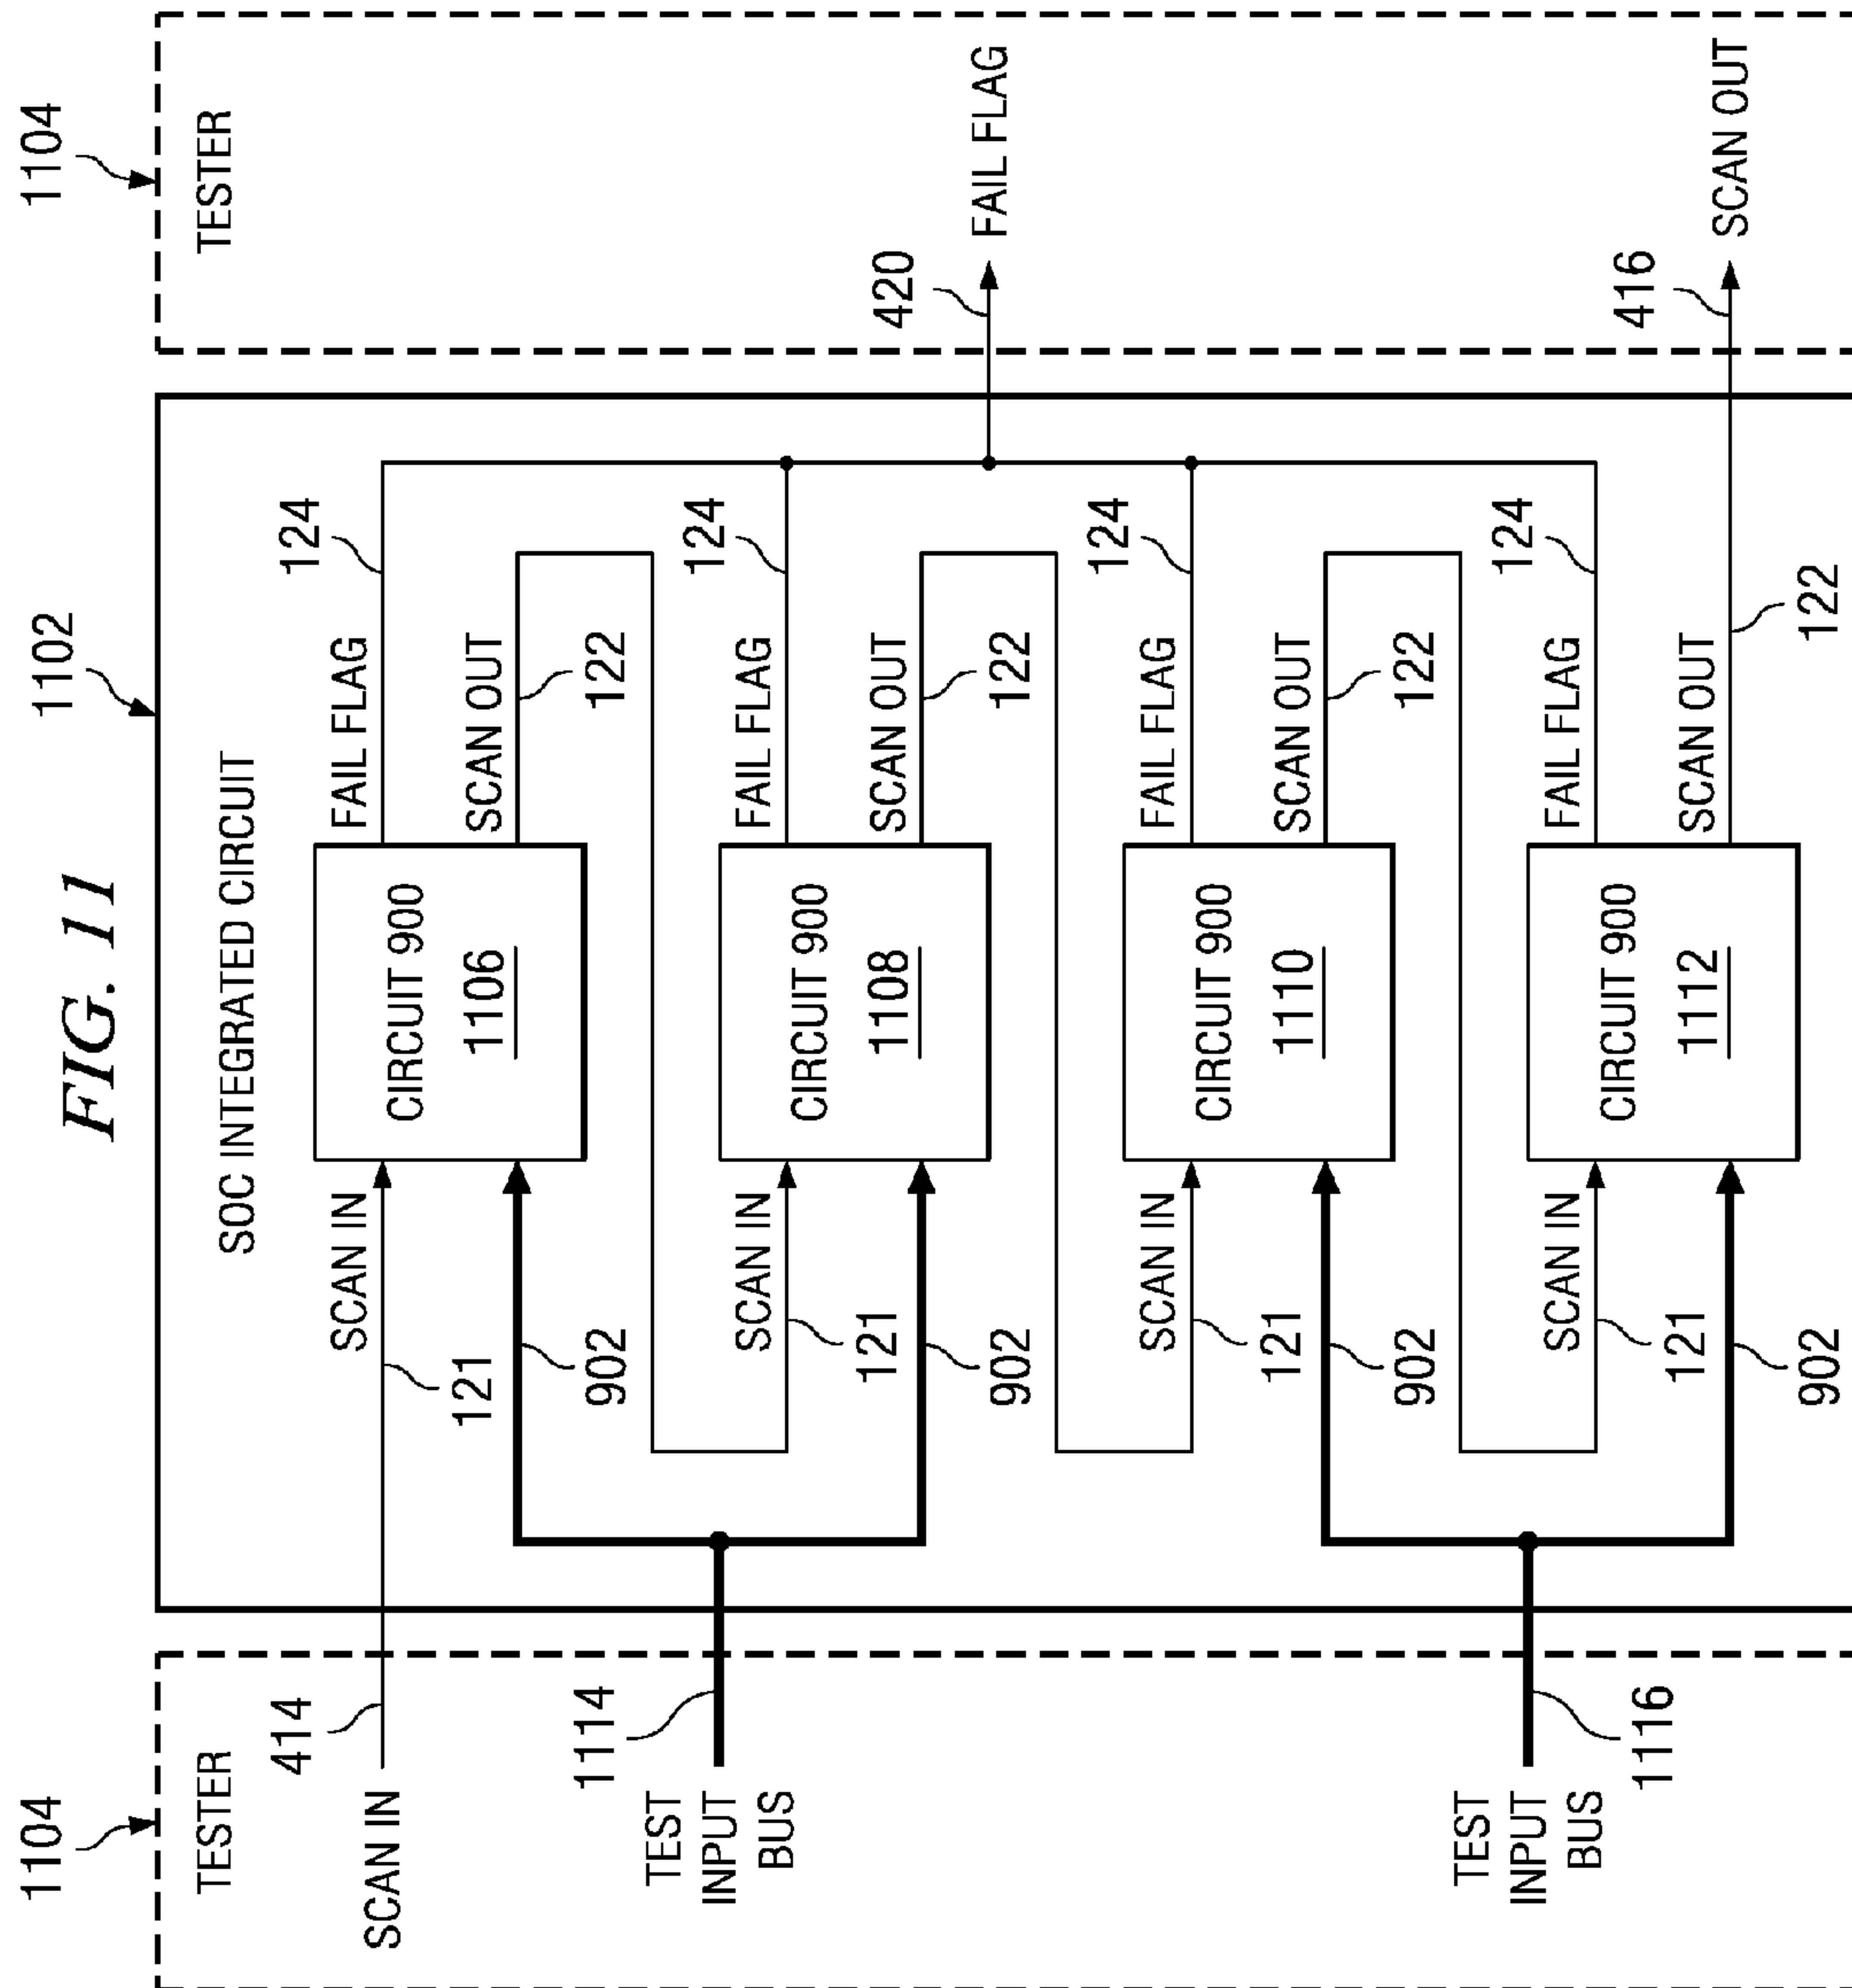 FIG. 11
1104
1102
1104
TESTER
SOC INTEGRATED CIRCUIT
TESTER
414
SCAN IN
SCAN IN
121
CIRCUIT 900
1106
FAIL FLAG
124
SCAN OUT
122
902
1114
TEST
INPUT
BUS
SCAN IN
121
902
CIRCUIT 900
1108
FAIL FLAG
124
SCAN OUT
122
420
FAIL FLAG
SCAN IN
121
902
CIRCUIT 900
1110
FAIL FLAG
124
SCAN OUT
122
TEST
INPUT
BUS
1116
SCAN IN
121
902
CIRCUIT 900
1112
FAIL FLAG
124
SCAN OUT
122
416
SCAN OUT